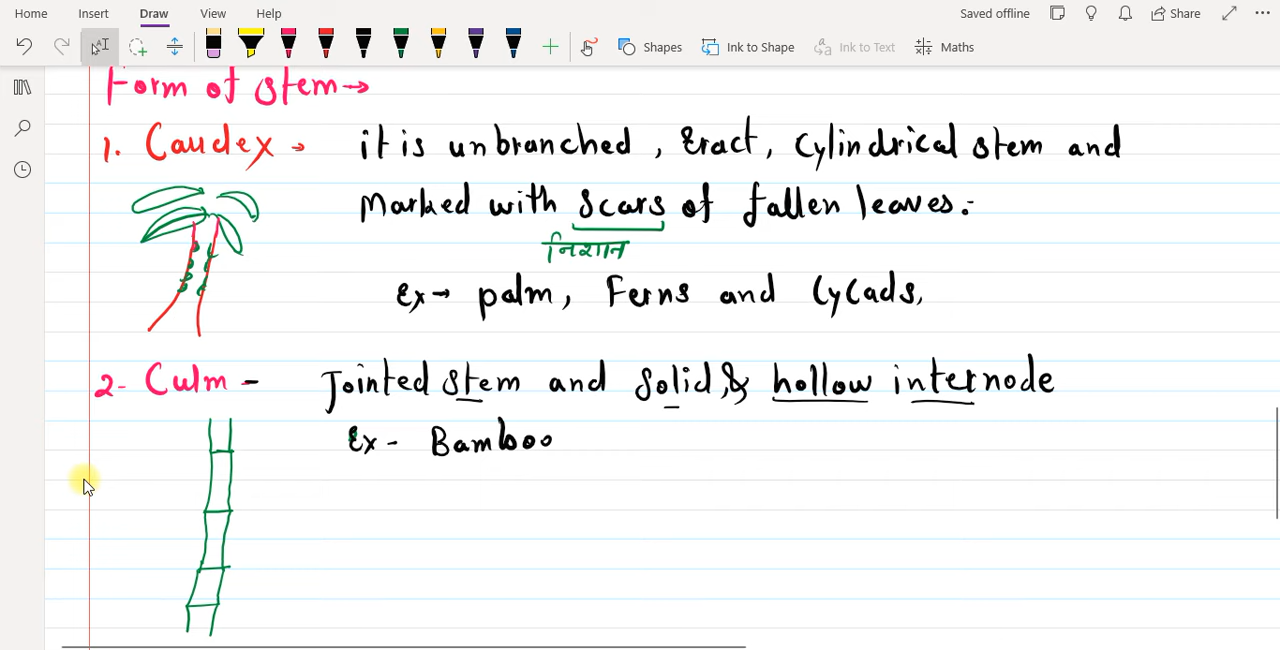 Home Insert Draw View Help Saved offline Share
Shapes Ink to Shape Ink to Text Maths
Form of stem→
1. Caudex → it is unbranched, Eract, Cylindrical stem and
Marked with Scars of fallen leaves :-
निशान
Ex → palm, Ferns and Cycads,
2- Culm - Jointed stem and Solid & hollow internode
Ex - Bamboo